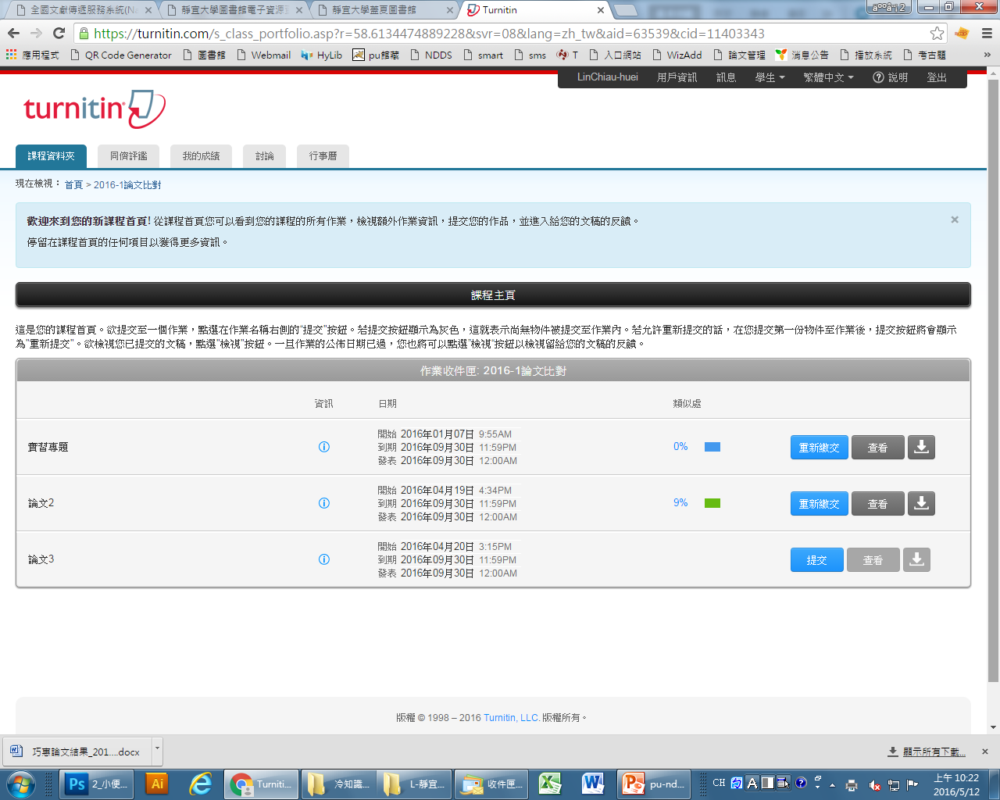 全國文獻傳遞服務系統(N
靜宜大學圖書館電子資源
靜宜大學蓋夏圖書館
Turnitin
https://turnitin.com/s_class_portfolio.asp?r=58.6134474889228&svr=08&lang=zh_tw&aid=63539&cid=11403343
應用程式 QR Code Generator 圖書館 Webmail HyLib pu館藏 NDDS smart sms T 入口網站 WizAdd 論文管理 消息公告 播放系統 考古題 »
LinChiau-huei 用戶資訊 訊息 學生 繁體中文 說明 登出
turnitin
課程資料夾 同儕評鑑 我的成績 討論 行事曆
現在檢視： 首頁 > 2016-1論文比對
歡迎來到您的新課程首頁! 從課程首頁您可以看到您的課程的所有作業，檢視額外作業資訊，提交您的作品，並進入給您的文稿的反饋。
停留在課程首頁的任何項目以獲得更多資訊。
課程主頁
這是您的課程首頁。欲提交至一個作業，點選在作業名稱右側的"提交"按鈕。若提交按鈕顯示為灰色，這就表示尚無物件被提交至作業內。若允許重新提交的話，在您提交第一份物件至作業後，提交按鈕將會顯示
為"重新提交"。欲檢視您已提交的文稿，點選"檢視"按鈕。一旦作業的公佈日期已過，您也將可以點選"檢視"按鈕以檢視留給您的文稿的反饋。
作業收件匣: 2016-1論文比對
資訊 日期 類似處
實習專題
開始 2016年01月07日 9:55AM
到期 2016年09月30日 11:59PM
發表 2016年09月30日 12:00AM
0% 重新繳交 查看
論文2
開始 2016年04月19日 4:34PM
到期 2016年09月30日 11:59PM
發表 2016年09月30日 12:00AM
9% 重新繳交 查看
論文3
開始 2016年04月20日 3:15PM
到期 2016年09月30日 11:59PM
發表 2016年09月30日 12:00AM
提交 查看
版權 © 1998 – 2016 Turnitin, LLC. 版權所有。
巧惠論文結果_201....docx 顯示所有下載...
Ps 2_小便... Ai Turniti... 冷知識... L-靜宜... 收件匣... pu-nd... CH A
上午 10:22
2016/5/12